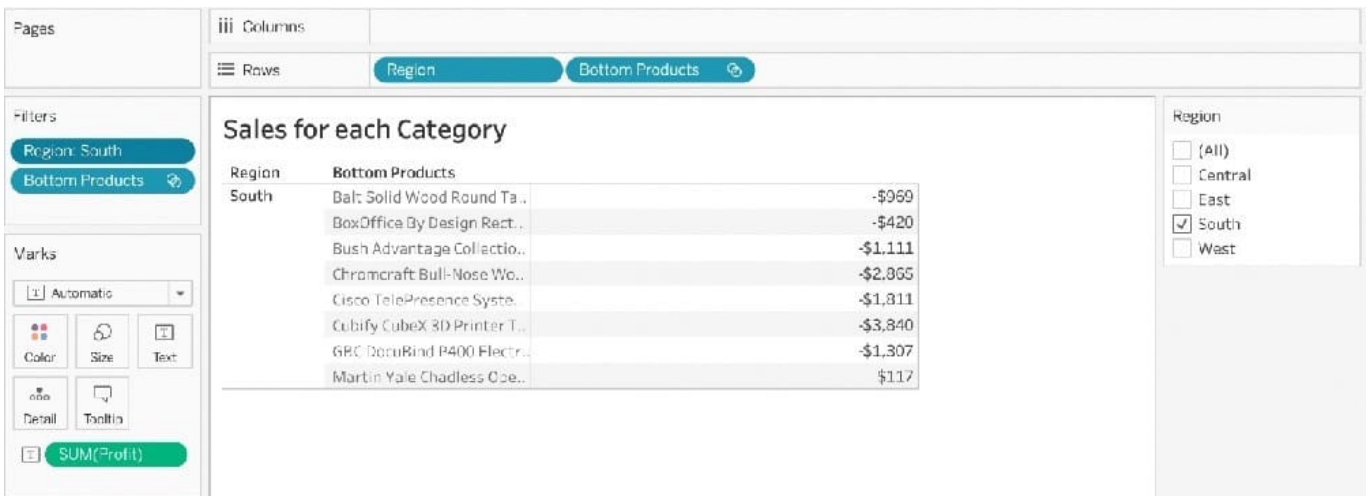 Pages
iii Columns
Rows
Region
Bottom Products
Filters
Region: South
Bottom Products
Marks
Automatic
Color
Size
Text
Detail
Tooltip
SUM(Profit)
Sales for each Category
Region Bottom Products
South Balt Solid Wood Round Ta.. -$969
BoxOffice By Design Rect.. -$420
Bush Advantage Collectio.. -$1,111
Chromcraft Bull-Nose Wo.. -$2,865
Cisco TelePresence Syste.. -$1,811
Cubify CubeX 3D Printer T.. -$3,840
GBC DocuBind P400 Electr.. -$1,307
Martin Yale Chadless Ope.. $117
Region
(All)
Central
East
South
West